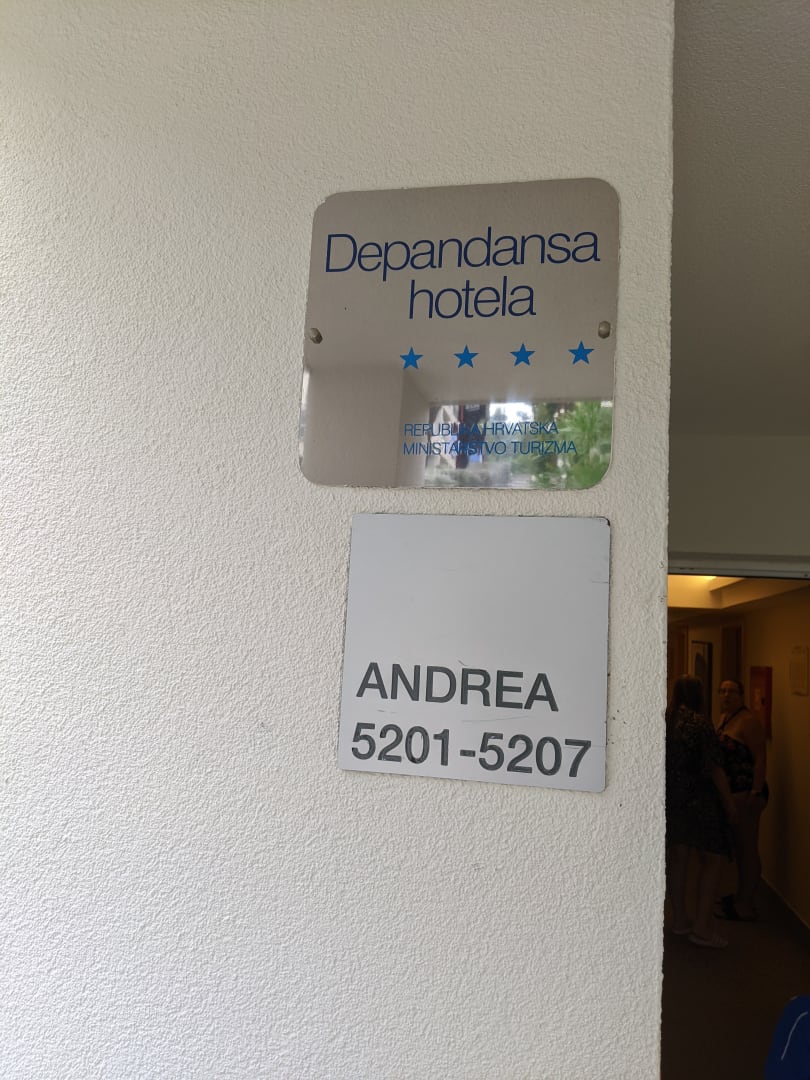 Depandansa
hotela
REPUBLIKA HRVATSKA
MINISTARSTVO TURIZMA
ANDREA
5201-5207